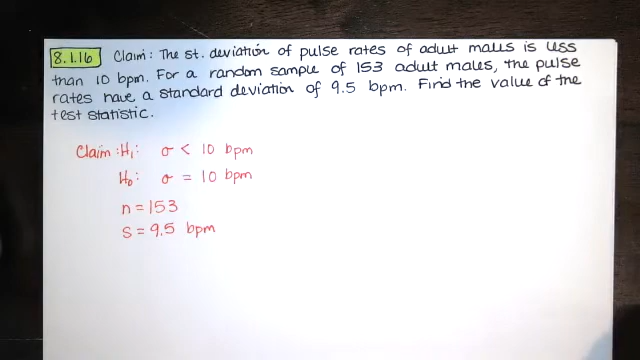 8.1.16 Claim: The st. deviation of pulse rates of adult males is less
than 10 bpm. For a random sample of 153 adult males, the pulse
rates have a standard deviation of 9.5 bpm. Find the value of the
test statistic.
Claim: H₁: σ < 10 bpm
H₀: σ = 10 bpm
n = 153
s = 9.5 bpm